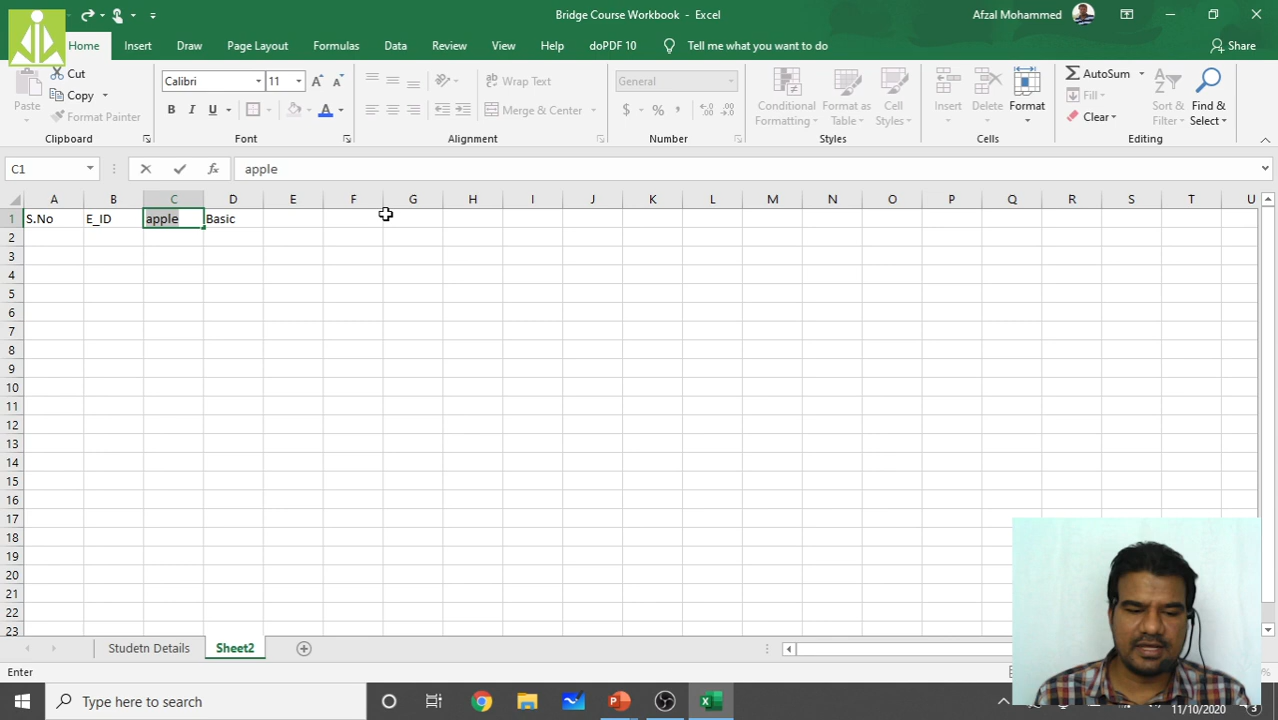 Bridge Course Workbook - Excel
Afzal Mohammed
Home Insert Draw Page Layout Formulas Data Review View Help doPDF 10 Tell me what you want to do Share
Paste
Cut
Copy
Format Painter
Clipboard
Calibri 11
B I U
Font
Wrap Text
Merge & Center
Alignment
General
$ % ,
Number
Conditional Formatting
Format as Table
Cell Styles
Styles
Insert Delete Format
Cells
AutoSum
Fill
Clear
Sort & Filter
Find & Select
Editing
C1 fx apple
A B C D E F G H I J K L M N O P Q R S T U
1 S.No E_ID apple Basic
2
3
4
5
6
7
8
9
10
11
12
13
14
15
16
17
18
19
20
21
22
23
Studetn Details Sheet2
Enter
Type here to search
11/10/2020